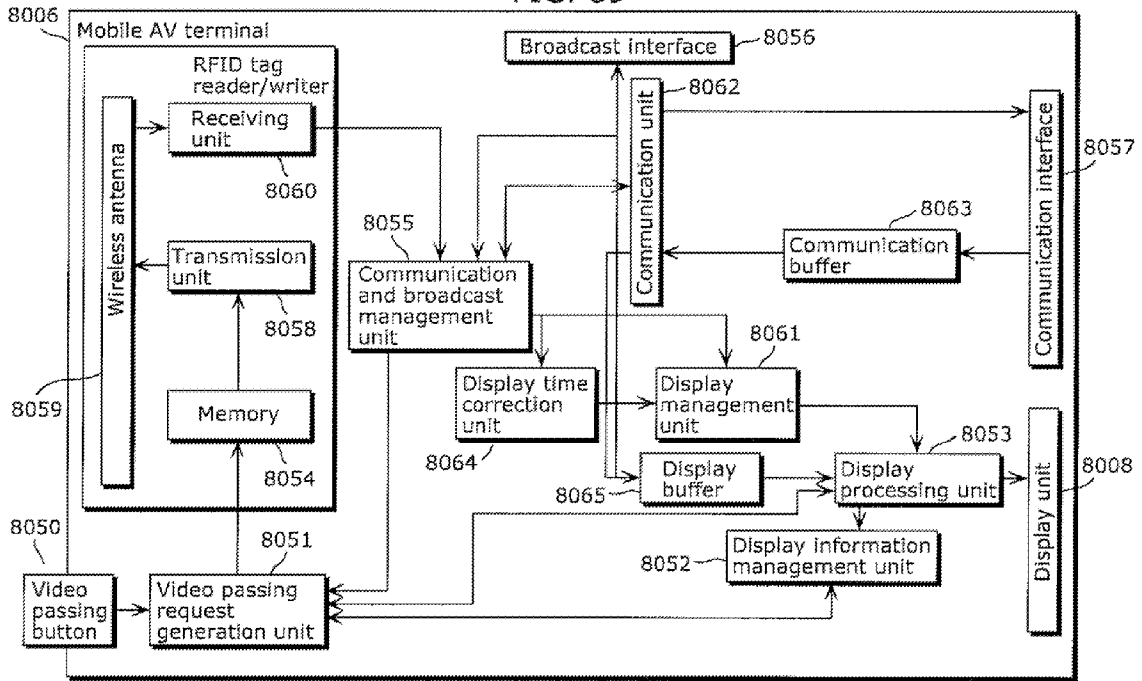 8006
Mobile AV terminal
RFID tag
reader/writer
Wireless antenna
Receiving
unit
8060
Transmission
unit
8058
8059
Memory
8054
8050
Video
passing
button
8051
Video passing
request
generation unit
8055
Communication
and broadcast
management
unit
Broadcast interface
8056
8062
Communication unit
8063
Communication
buffer
Communication interface
8057
8061
Display time
correction
unit
8064
Display
management
unit
8065
Display
buffer
8053
Display
processing unit
8052
Display information
management unit
Display unit
8008